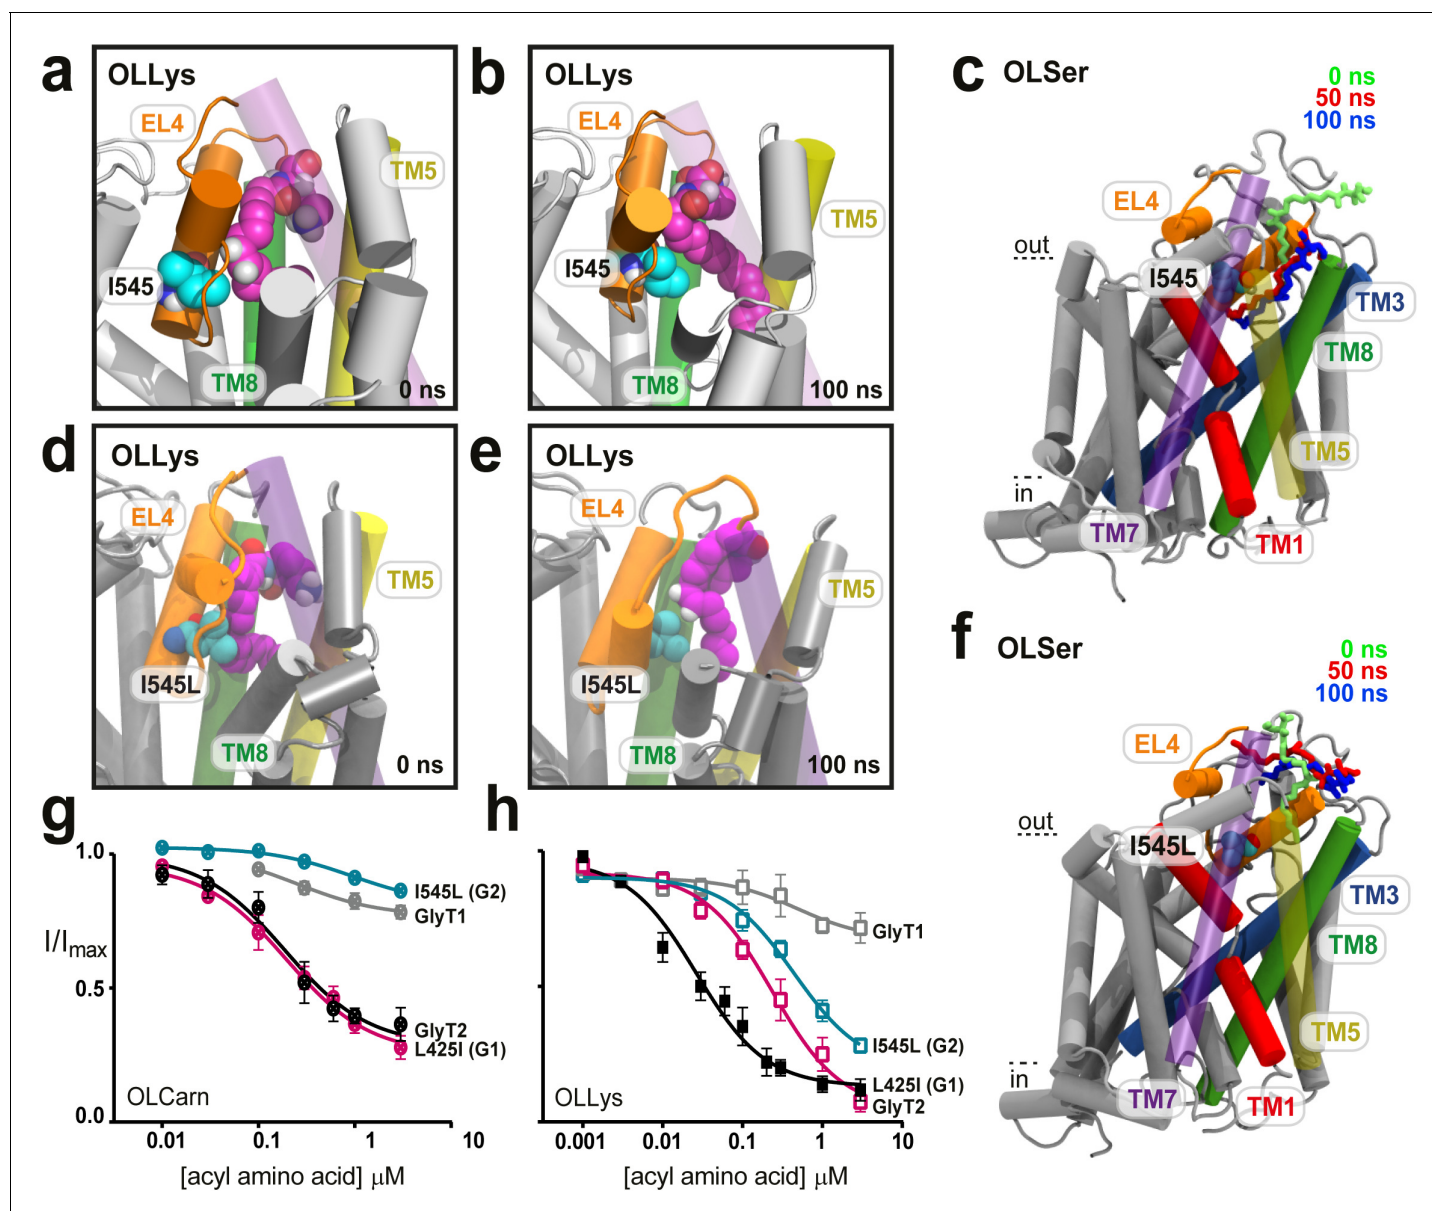 a
OLLys
EL4
TM5
I545
TM8
0 ns
b
OLLys
EL4
TM5
I545
TM8
100 ns
c
OLSer
0 ns
50 ns
100 ns
EL4
out
I545
TM3
TM8
TM5
in
TM7
TM1
d
OLLys
EL4
TM5
I545L
TM8
0 ns
e
OLLys
EL4
TM5
I545L
TM8
100 ns
f
OLSer
0 ns
50 ns
100 ns
EL4
out
I545L
TM3
TM8
TM5
in
TM7
TM1
g
1.0
I/Imax
0.5
0.0
I545L (G2)
GlyT1
GlyT2
L425I (G1)
OLCarn
0.01 0.1 1 10
[acyl amino acid] μM
h
GlyT1
I545L (G2)
L425I (G1)
GlyT2
OLLys
0.001 0.01 0.1 1 10
[acyl amino acid] μM